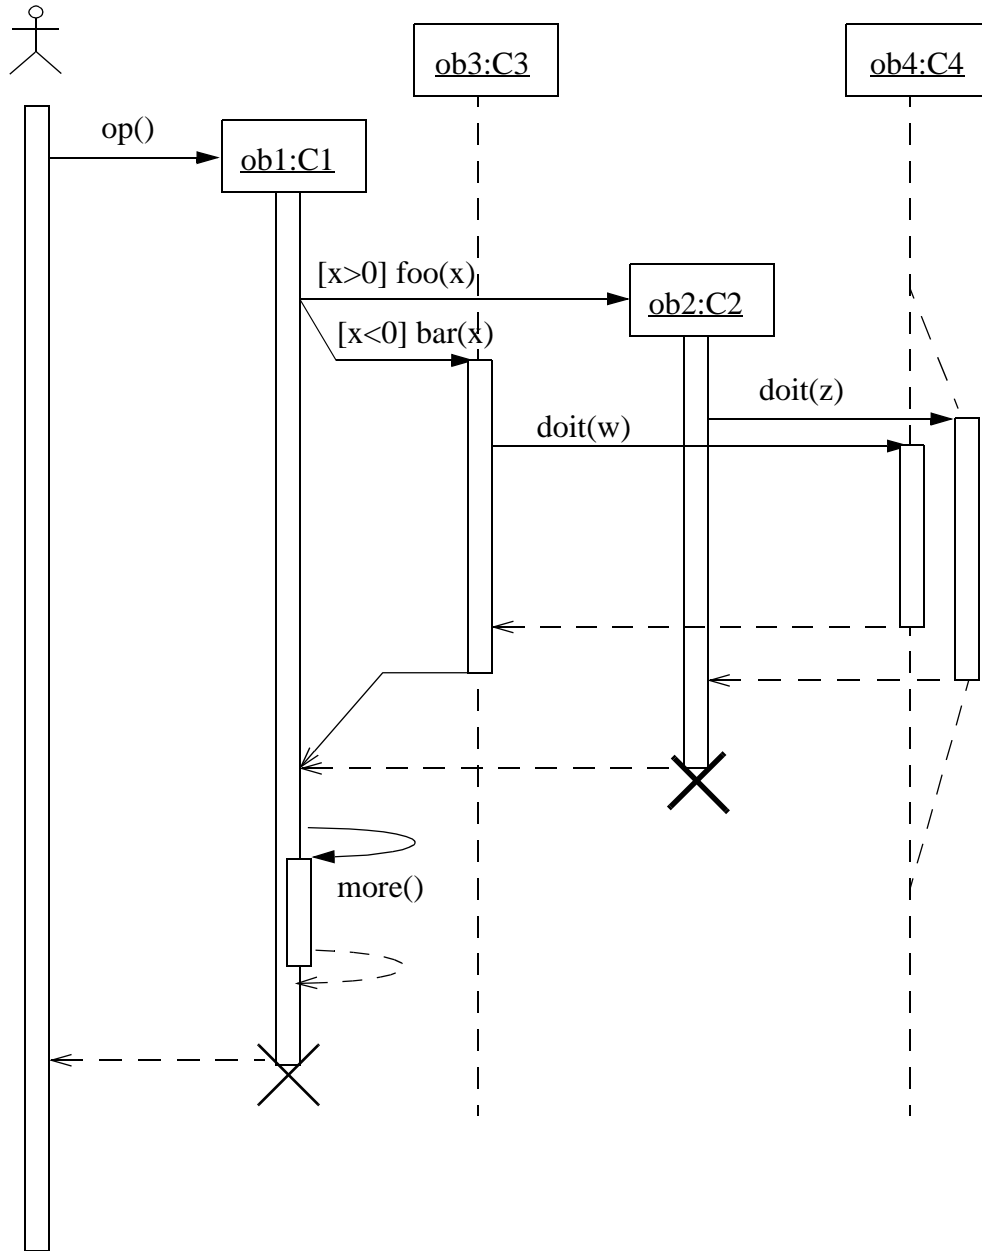 ob3:C3
ob4:C4
op()
ob1:C1
[x>0] foo(x)
ob2:C2
[x<0] bar(x)
doit(z)
doit(w)
more()